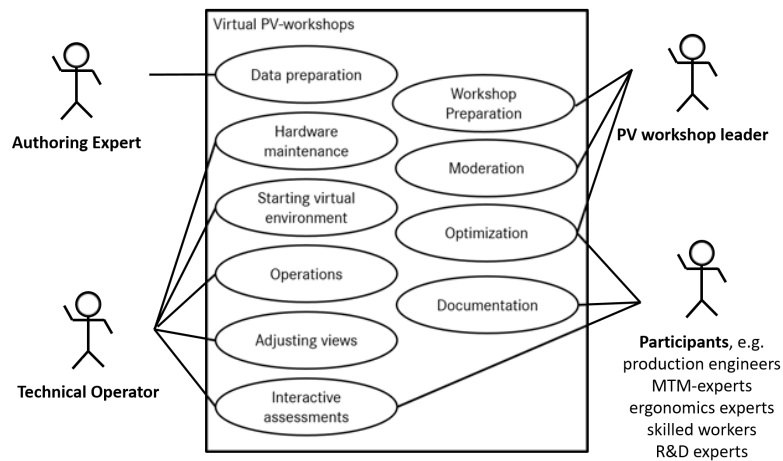 Virtual PV-workshops
Authoring Expert
Technical Operator
Data preparation
Hardware
maintenance
Starting virtual
environment
Operations
Adjusting views
Interactive
assessments
Workshop
Preparation
Moderation
Optimization
Documentation
PV workshop leader
Participants, e.g.
production engineers
MTM-experts
ergonomics experts
skilled workers
R&D experts